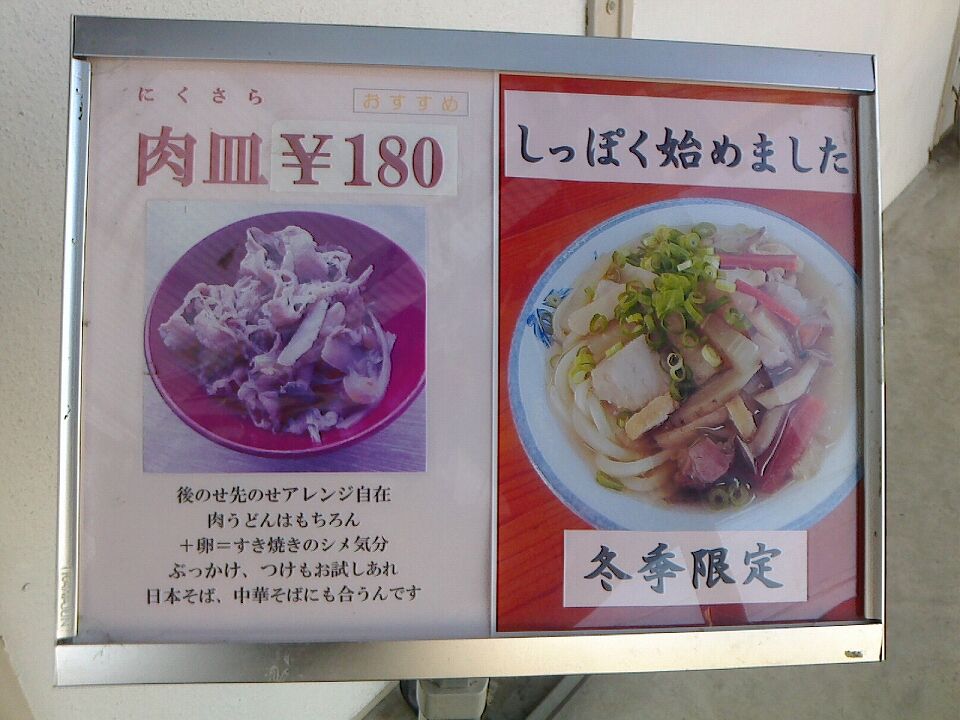 にくさら
おすすめ
肉皿￥180
後のせ先のせアレンジ自在
肉うどんはもちろん
＋卵＝すき焼きのシメ気分
ぶっかけ、つけもお試しあれ
日本そば、中華そばにも合うんです
しっぽく始めました
冬季限定